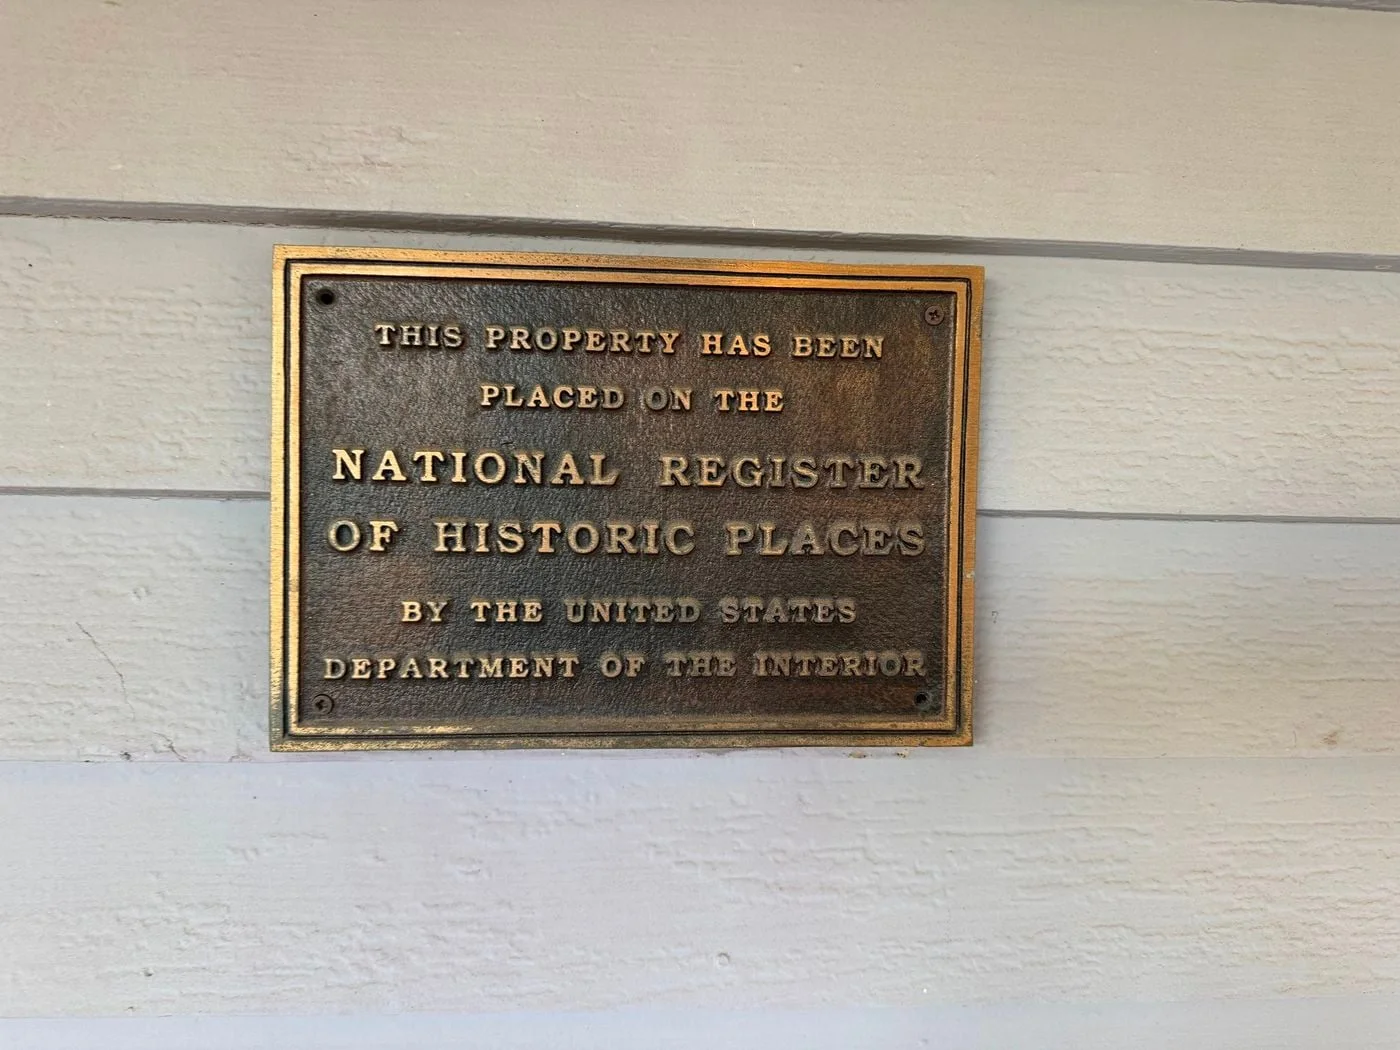 THIS PROPERTY HAS BEEN
PLACED ON THE
NATIONAL REGISTER
OF HISTORIC PLACES
BY THE UNITED STATES
DEPARTMENT OF THE INTERIOR